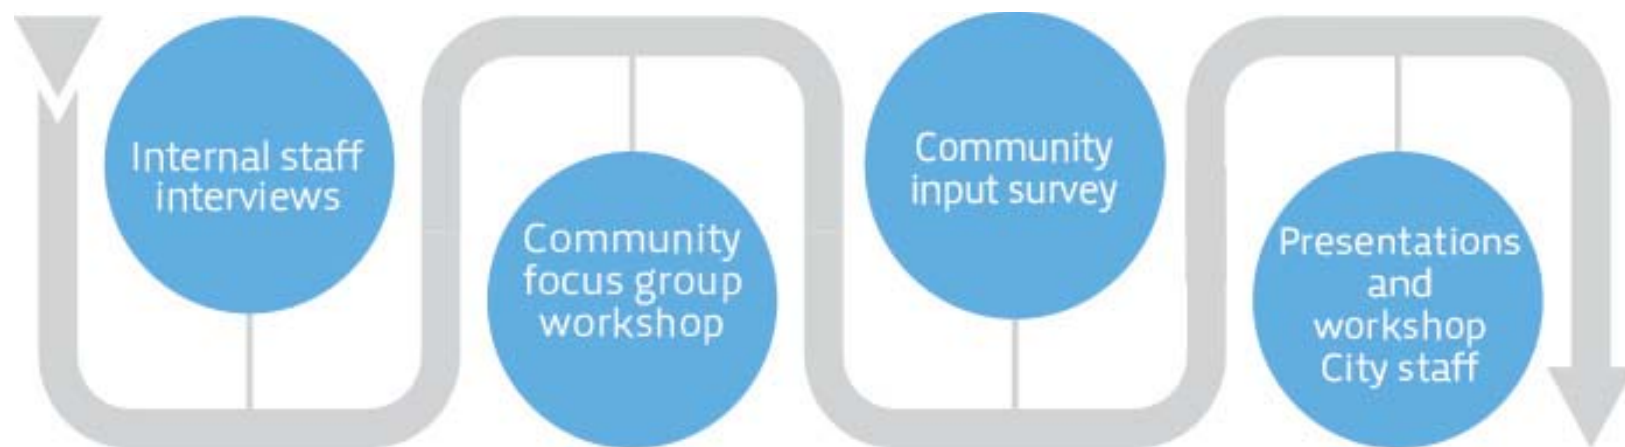 Internal staff
interviews
Community
focus group
workshop
Community
input survey
Presentations
and
workshop
City staff